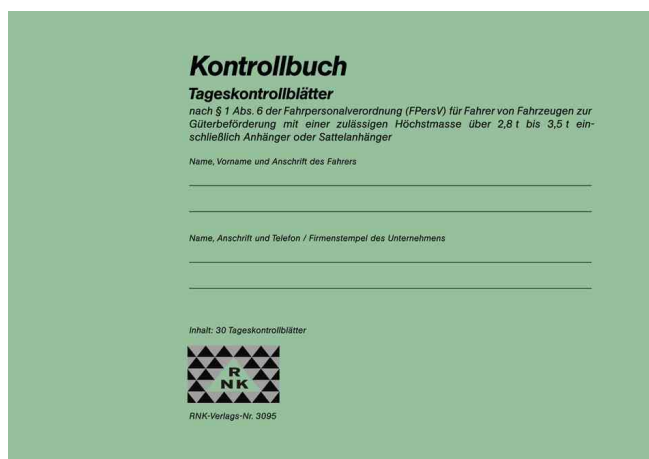 Kontrollbuch
Tageskontrollblätter
nach § 1 Abs. 6 der Fahrpersonalverordnung (FPersV) für Fahrer von Fahrzeugen zur
Güterbeförderung mit einer zulässigen Höchstmasse über 2,8 t bis 3,5 t ein-
schließlich Anhänger oder Sattelanhänger
Name, Vorname und Anschrift des Fahrers
Name, Anschrift und Telefon / Firmenstempel des Unternehmens
Inhalt: 30 Tageskontrollblätter
R
NK
RNK-Verlags-Nr. 3095